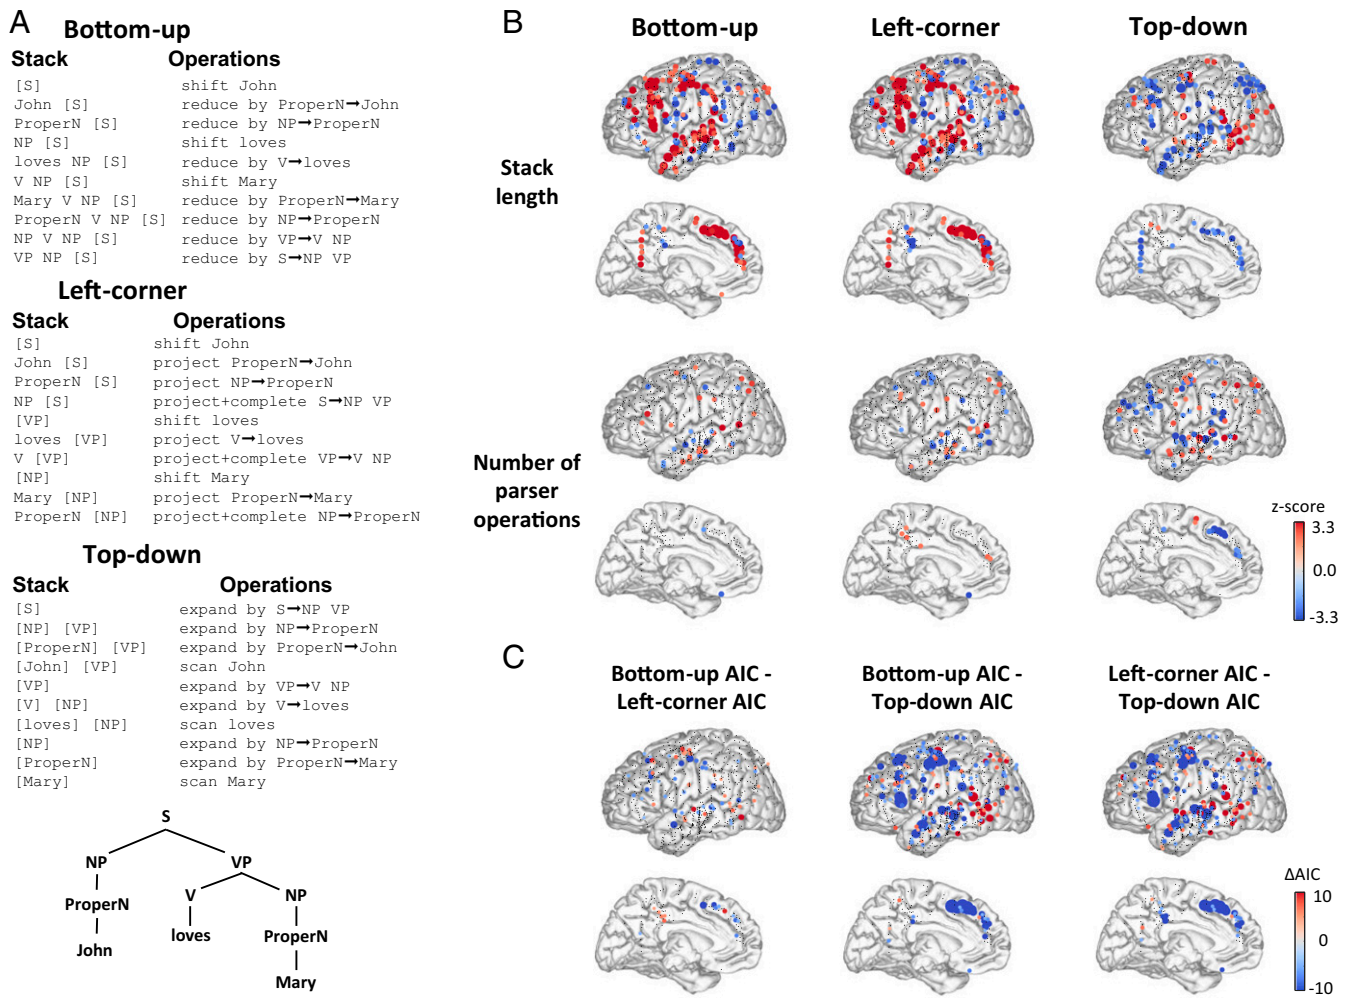 A
Bottom-up
Stack Operations
[S] shift John
John [S] reduce by ProperN→John
ProperN [S] reduce by NP→ProperN
NP [S] shift loves
loves NP [S] reduce by V→loves
V NP [S] shift Mary
Mary V NP [S] reduce by ProperN→Mary
ProperN V NP [S] reduce by NP→ProperN
NP V NP [S] reduce by VP→V NP
VP NP [S] reduce by S→NP VP
Left-corner
Stack Operations
[S] shift John
John [S] project ProperN→John
ProperN [S] project NP→ProperN
NP [S] project+complete S→NP VP
[VP] shift loves
loves [VP] project V→loves
V [VP] project+complete VP→V NP
[NP] shift Mary
Mary [NP] project ProperN→Mary
ProperN [NP] project+complete NP→ProperN
Top-down
Stack Operations
[S] expand by S→NP VP
[NP] [VP] expand by NP→ProperN
[ProperN] [VP] expand by ProperN→John
[John] [VP] scan John
[VP] expand by VP→V NP
[V] [NP] expand by V→loves
[loves] [NP] scan loves
[NP] expand by NP→ProperN
[ProperN] expand by ProperN→Mary
[Mary] scan Mary
S
NP VP
V NP
ProperN
loves ProperN
John
Mary
B
Bottom-up Left-corner Top-down
Stack
length
Number of
parser
operations
z-score
3.3
0.0
-3.3
C
Bottom-up AIC -
Left-corner AIC
Bottom-up AIC -
Top-down AIC
Left-corner AIC -
Top-down AIC
ΔAIC
10
0
-10